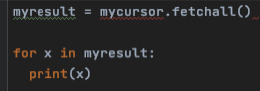 myresult = mycursor.fetchall()
for x in myresult:
  print(x)